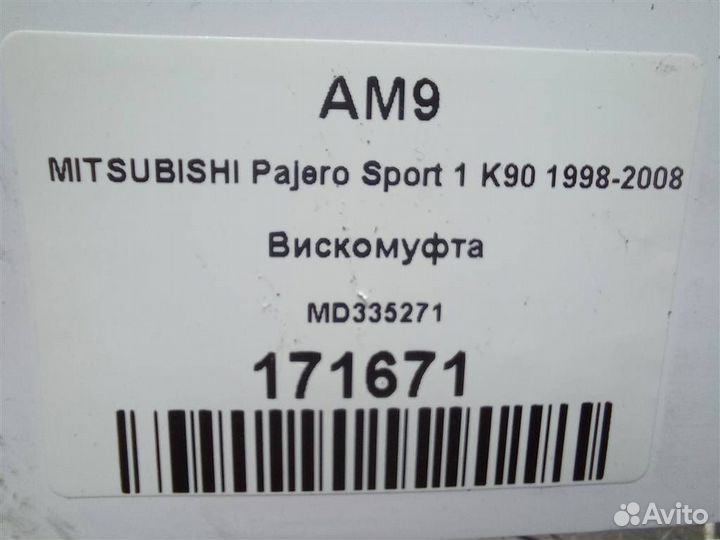 AM9
MITSUBISHI Pajero Sport 1 K90 1998-2008
Вискомуфта
MD335271
171671
Avito